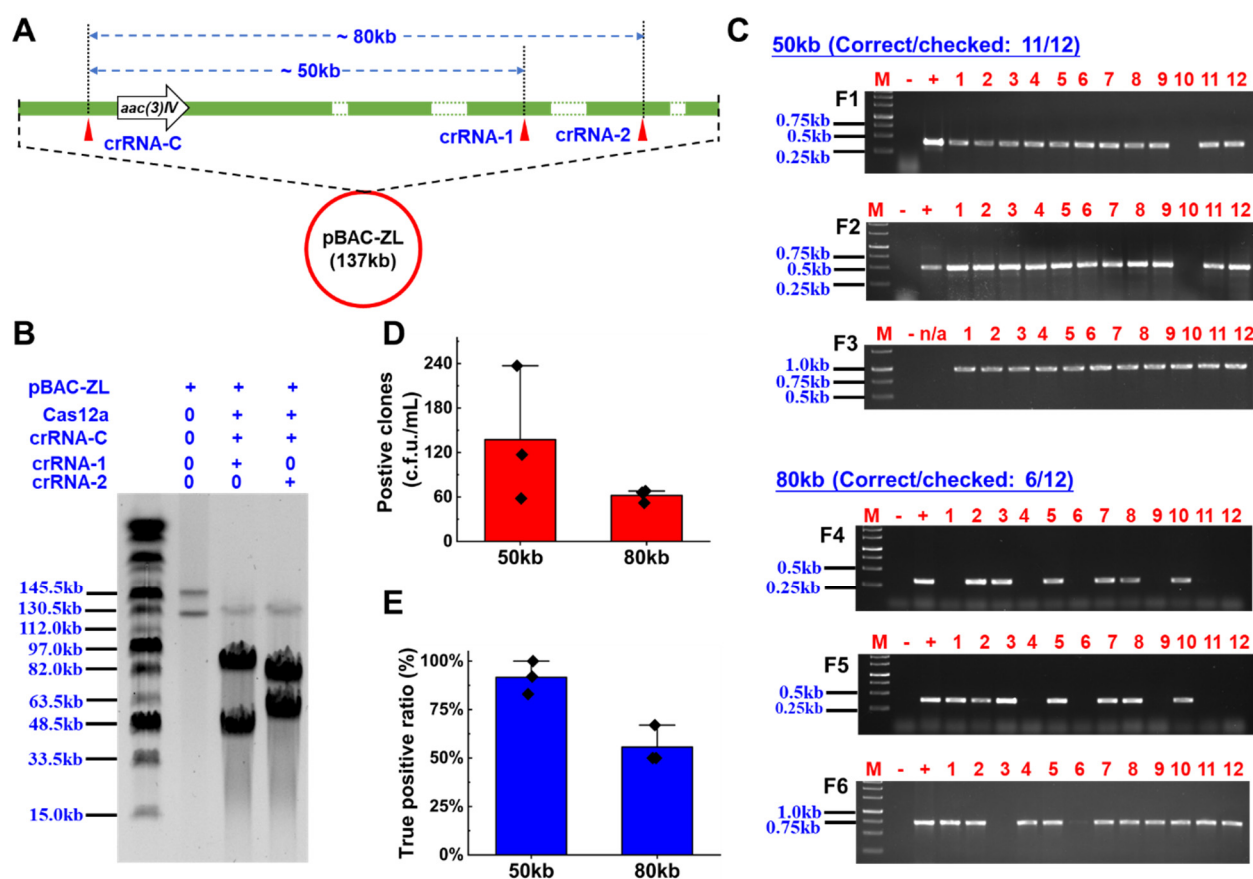 A
~ 80kb
~ 50kb
aac(3)IV
crRNA-C
crRNA-1
crRNA-2
pBAC-ZL
(137kb)
B
pBAC-ZL + + +
Cas12a 0 + +
crRNA-C 0 + +
crRNA-1 0 + 0
crRNA-2 0 0 +
145.5kb
130.5kb
112.0kb
97.0kb
82.0kb
63.5kb
48.5kb
33.5kb
15.0kb
C
50kb (Correct/checked: 11/12)
M - + 1 2 3 4 5 6 7 8 9 10 11 12
F1
0.75kb
0.5kb
0.25kb
M - + 1 2 3 4 5 6 7 8 9 10 11 12
F2
0.75kb
0.5kb
0.25kb
M - n/a 1 2 3 4 5 6 7 8 9 10 11 12
F3
1.0kb
0.75kb
0.5kb
80kb (Correct/checked: 6/12)
M - + 1 2 3 4 5 6 7 8 9 10 11 12
F4
0.5kb
0.25kb
M - + 1 2 3 4 5 6 7 8 9 10 11 12
F5
0.5kb
0.25kb
M - + 1 2 3 4 5 6 7 8 9 10 11 12
F6
1.0kb
0.75kb
D
Postive clones
(c.f.u./mL)
240
180
120
60
0
50kb 80kb
E
True positive ratio (%)
100%
75%
50%
25%
0%
50kb 80kb